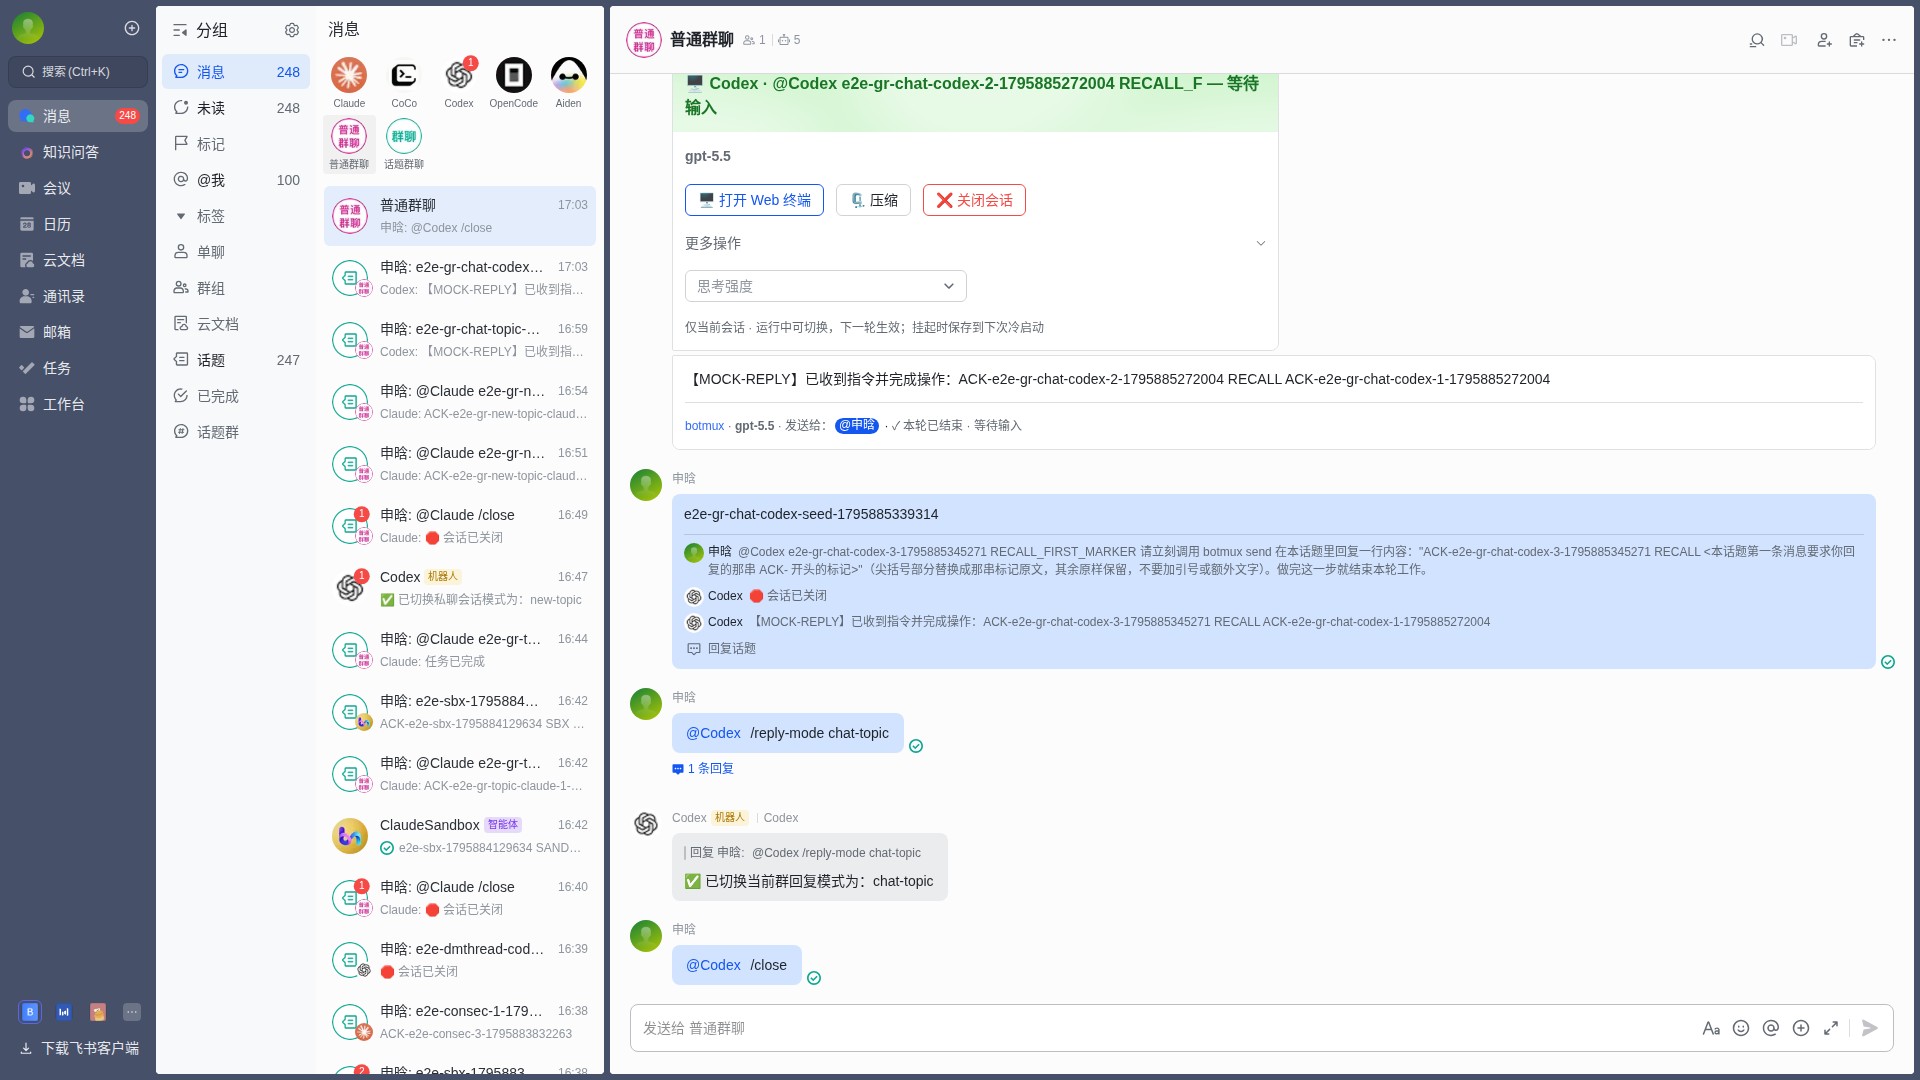 搜索 (Ctrl+K)
消息
248
知识问答
会议
日历
云文档
通讯录
邮箱
任务
工作台
下载飞书客户端
分组
消息
248
未读
248
标记
@我
100
标签
单聊
群组
云文档
话题
247
已完成
话题群
消息
Claude
CoCo
1
Codex
OpenCode
Aiden
普通群聊
普通群聊
群聊
话题群聊
普通群聊
普通群聊
17:03
申晗: @Codex /close
申晗: e2e-gr-chat-codex...
17:03
Codex: 【MOCK-REPLY】已收到指...
申晗: e2e-gr-chat-topic-...
16:59
Codex: 【MOCK-REPLY】已收到指...
申晗: @Claude e2e-gr-n...
16:54
Claude: ACK-e2e-gr-new-topic-claud...
申晗: @Claude e2e-gr-n...
16:51
Claude: ACK-e2e-gr-new-topic-claud...
1
申晗: @Claude /close
16:49
Claude: 🛑 会话已关闭
1
Codex 机器人
16:47
✅ 已切换私聊会话模式为：new-topic
申晗: @Claude e2e-gr-t...
16:44
Claude: 任务已完成
申晗: e2e-sbx-1795884...
16:42
ACK-e2e-sbx-1795884129634 SBX ...
申晗: @Claude e2e-gr-t...
16:42
Claude: ACK-e2e-gr-topic-claude-1-...
ClaudeSandbox 智能体
16:42
e2e-sbx-1795884129634 SAND...
1
申晗: @Claude /close
16:40
Claude: 🛑 会话已关闭
申晗: e2e-dmthread-cod...
16:39
🛑 会话已关闭
申晗: e2e-consec-1-179...
16:38
ACK-e2e-consec-3-1795883832263
2
申晗: e2e-sbx-1795883...
16:38
普通群聊
普通群聊
1
5
🖥️ Codex · @Codex e2e-gr-chat-codex-2-1795885272004 RECALL_F — 等待
输入
gpt-5.5
🖥️ 打开 Web 终端
🗜️ 压缩
❌ 关闭会话
更多操作
思考强度
仅当前会话 · 运行中可切换，下一轮生效；挂起时保存到下次冷启动
【MOCK-REPLY】已收到指令并完成操作：ACK-e2e-gr-chat-codex-2-1795885272004 RECALL ACK-e2e-gr-chat-codex-1-1795885272004
botmux · gpt-5.5 · 发送给：@申晗 · ✓ 本轮已结束 · 等待输入
申晗
e2e-gr-chat-codex-seed-1795885339314
申晗 @Codex e2e-gr-chat-codex-3-1795885345271 RECALL_FIRST_MARKER 请立刻调用 botmux send 在本话题里回复一行内容："ACK-e2e-gr-chat-codex-3-1795885345271 RECALL <本话题第一条消息要求你回
复的那串 ACK- 开头的标记>"（尖括号部分替换成那串标记原文，其余原样保留，不要加引号或额外文字）。做完这一步就结束本轮工作。
Codex 🛑 会话已关闭
Codex 【MOCK-REPLY】已收到指令并完成操作：ACK-e2e-gr-chat-codex-3-1795885345271 RECALL ACK-e2e-gr-chat-codex-1-1795885272004
回复话题
申晗
@Codex /reply-mode chat-topic
1 条回复
Codex 机器人 | Codex
回复 申晗：@Codex /reply-mode chat-topic
✅ 已切换当前群回复模式为：chat-topic
申晗
@Codex /close
发送给 普通群聊
Aa